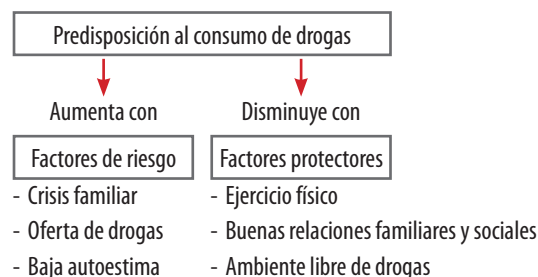 Predisposición al consumo de drogas
Aumenta con
Disminuye con
Factores de riesgo
Factores protectores
- Crisis familiar
- Oferta de drogas
- Baja autoestima
- Ejercicio físico
- Buenas relaciones familiares y sociales
- Ambiente libre de drogas